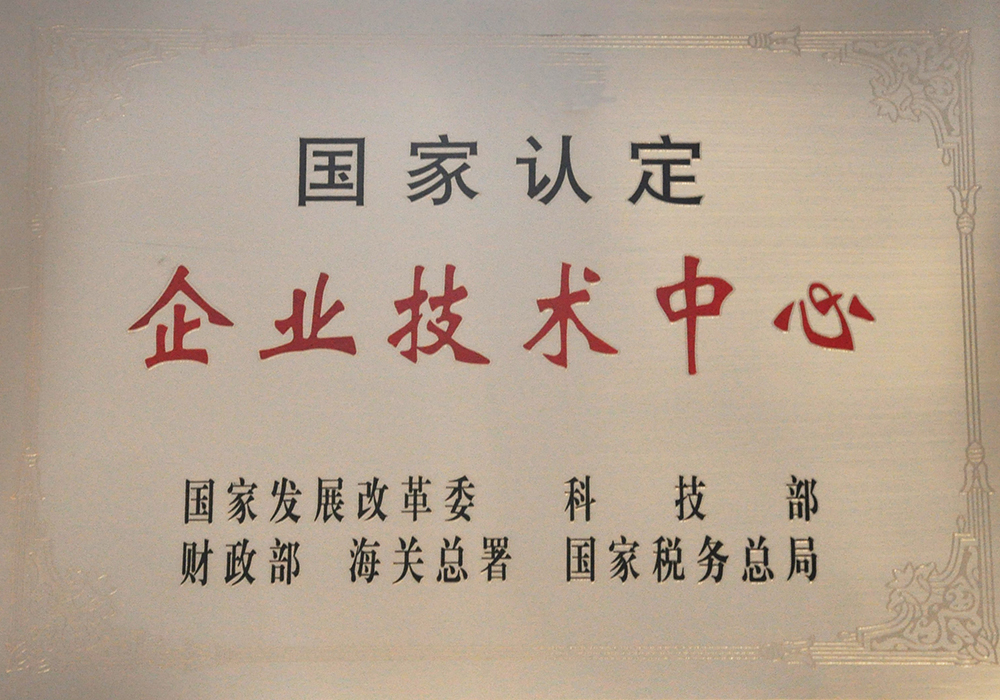 国家认定
企业技术中心
国家发展改革委 科技部
财政部 海关总署 国家税务总局